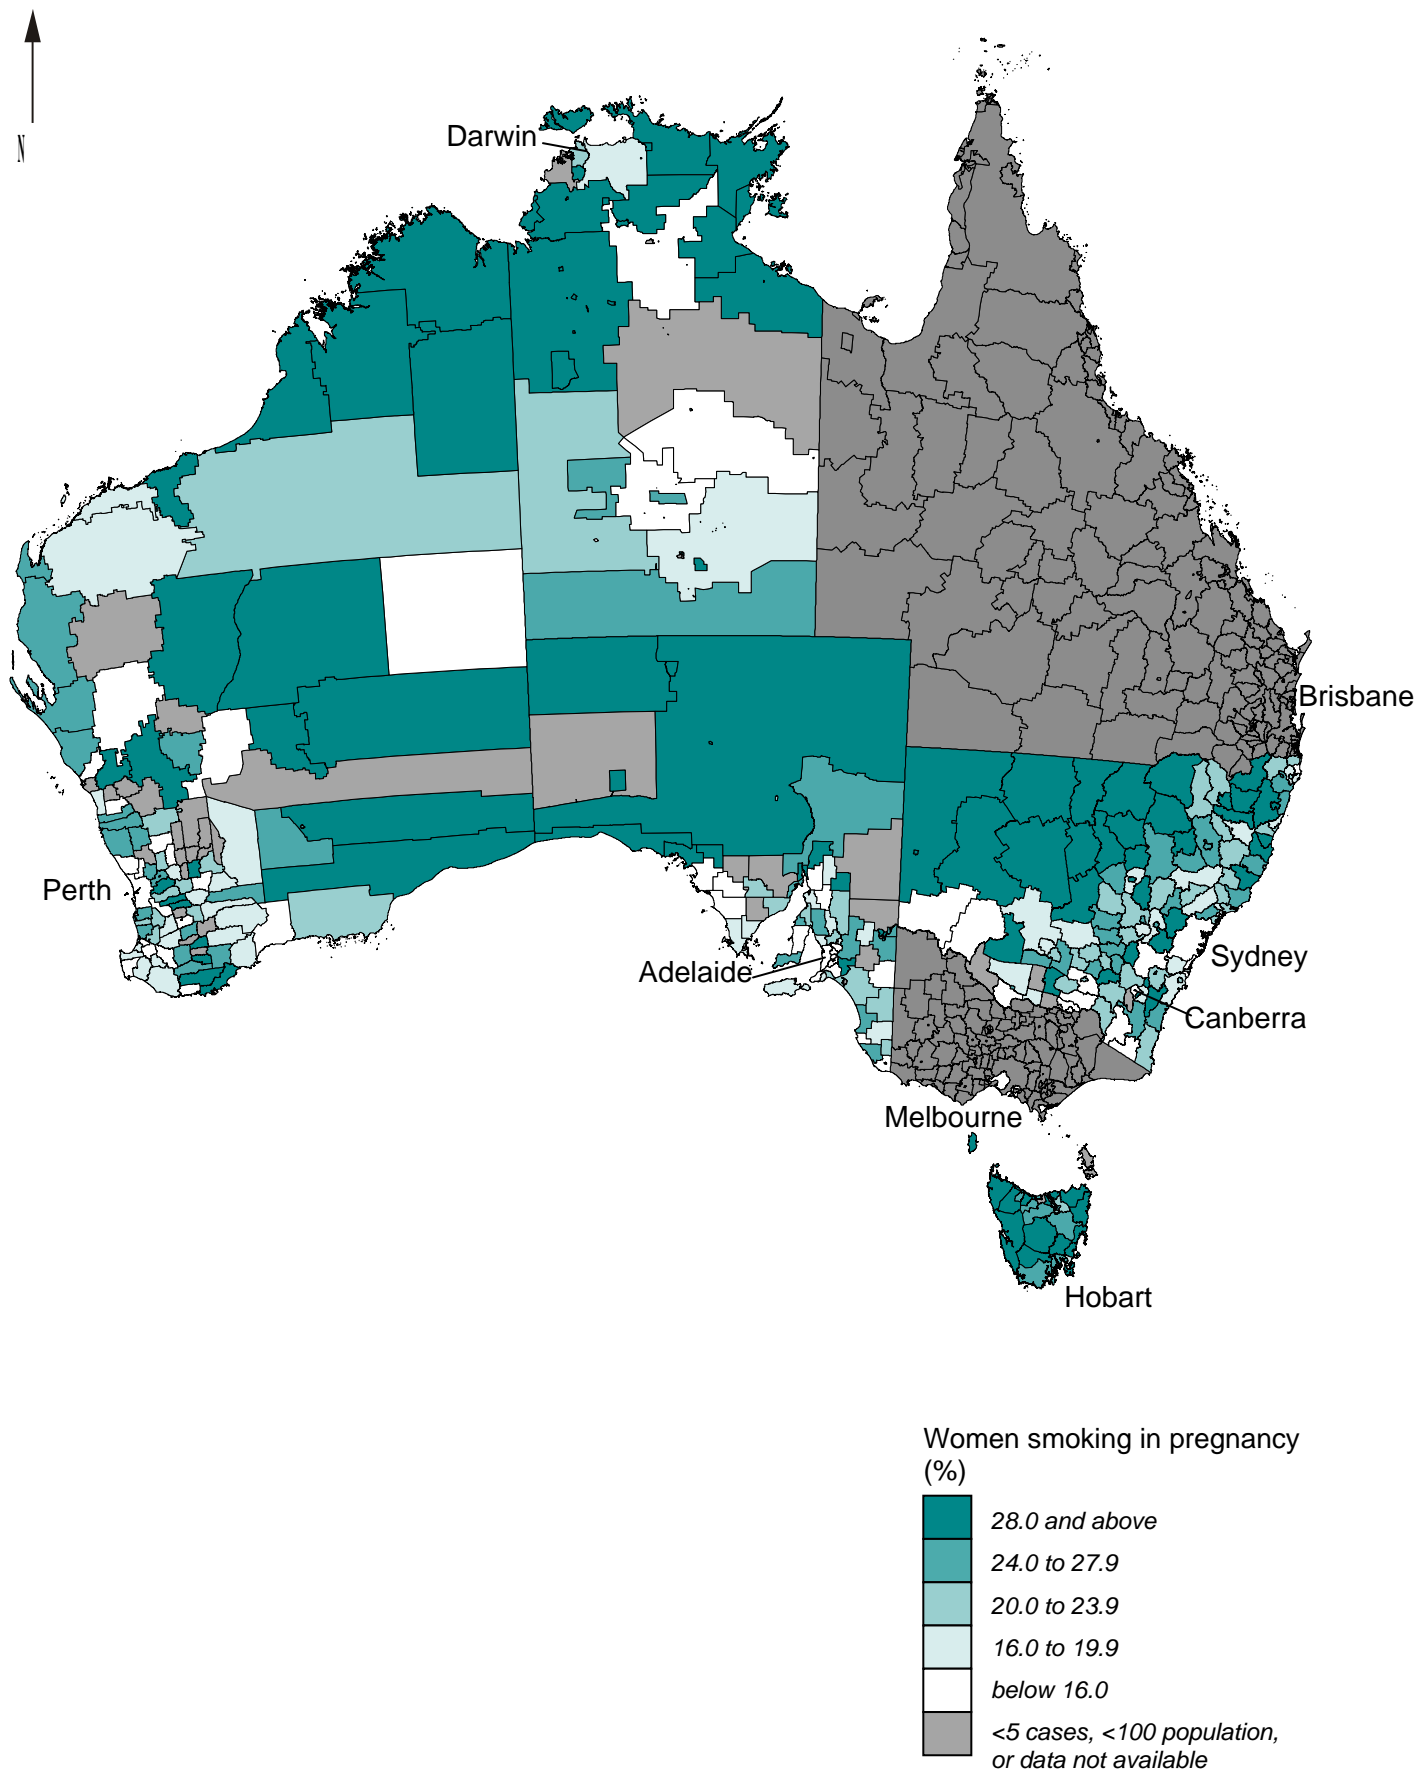 N
Darwin
Brisbane
Perth
Sydney
Adelaide
Canberra
Melbourne
Hobart
Women smoking in pregnancy
(%)
28.0 and above
24.0 to 27.9
20.0 to 23.9
16.0 to 19.9
below 16.0
<5 cases, <100 population,
or data not available